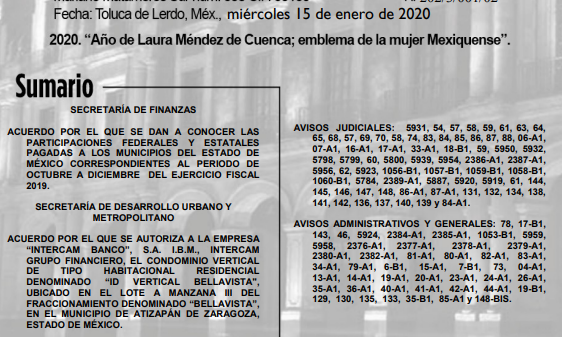 Fecha: Toluca de Lerdo, Méx., miércoles 15 de enero de 2020
2020. “Año de Laura Méndez de Cuenca; emblema de la mujer Mexiquense”.
Sumario
SECRETARÍA DE FINANZAS
ACUERDO POR EL QUE SE DAN A CONOCER LAS
PARTICIPACIONES FEDERALES Y ESTATALES
PAGADAS A LOS MUNICIPIOS DEL ESTADO DE
MÉXICO CORRESPONDIENTES AL PERIODO DE
OCTUBRE A DICIEMBRE DEL EJERCICIO FISCAL
2019.
SECRETARÍA DE DESARROLLO URBANO Y
METROPOLITANO
ACUERDO POR EL QUE SE AUTORIZA A LA EMPRESA
“INTERCAM BANCO”, S.A. I.B.M., INTERCAM
GRUPO FINANCIERO, EL CONDOMINIO VERTICAL
DE TIPO HABITACIONAL RESIDENCIAL
DENOMINADO “ID VERTICAL BELLAVISTA”,
UBICADO EN EL LOTE A MANZANA III DEL
FRACCIONAMIENTO DENOMINADO “BELLAVISTA”,
EN EL MUNICIPIO DE ATIZAPÁN DE ZARAGOZA,
ESTADO DE MÉXICO.
AVISOS JUDICIALES: 5931, 54, 57, 58, 59, 61, 63, 64,
65, 68, 57, 69, 70, 58, 74, 83, 84, 85, 86, 87, 88, 06-A1,
07-A1, 16-A1, 17-A1, 33-A1, 18-B1, 59, 5950, 5932,
5798, 5799, 60, 5800, 5939, 5954, 2386-A1, 2387-A1,
5956, 62, 5923, 1056-B1, 1057-B1, 1059-B1, 1058-B1,
1060-B1, 5784, 2389-A1, 5887, 5920, 5919, 61, 144,
145, 146, 147, 148, 86-A1, 87-A1, 131, 132, 134, 138,
141, 142, 136, 137, 140, 139 y 84-A1.
AVISOS ADMINISTRATIVOS Y GENERALES: 78, 17-B1,
143, 46, 5924, 2384-A1, 2385-A1, 1053-B1, 5959,
5958, 2376-A1, 2377-A1, 2378-A1, 2379-A1,
2380-A1, 2382-A1, 81-A1, 80-A1, 82-A1, 83-A1,
34-A1, 79-A1, 6-B1, 15-A1, 7-B1, 73, 04-A1,
13-A1, 14-A1, 19-A1, 20-A1, 23-A1, 24-A1, 26-A1,
35-A1, 36-A1, 40-A1, 41-A1, 42-A1, 44-A1, 19-B1,
129, 130, 135, 133, 35-B1, 85-A1 y 148-BIS.